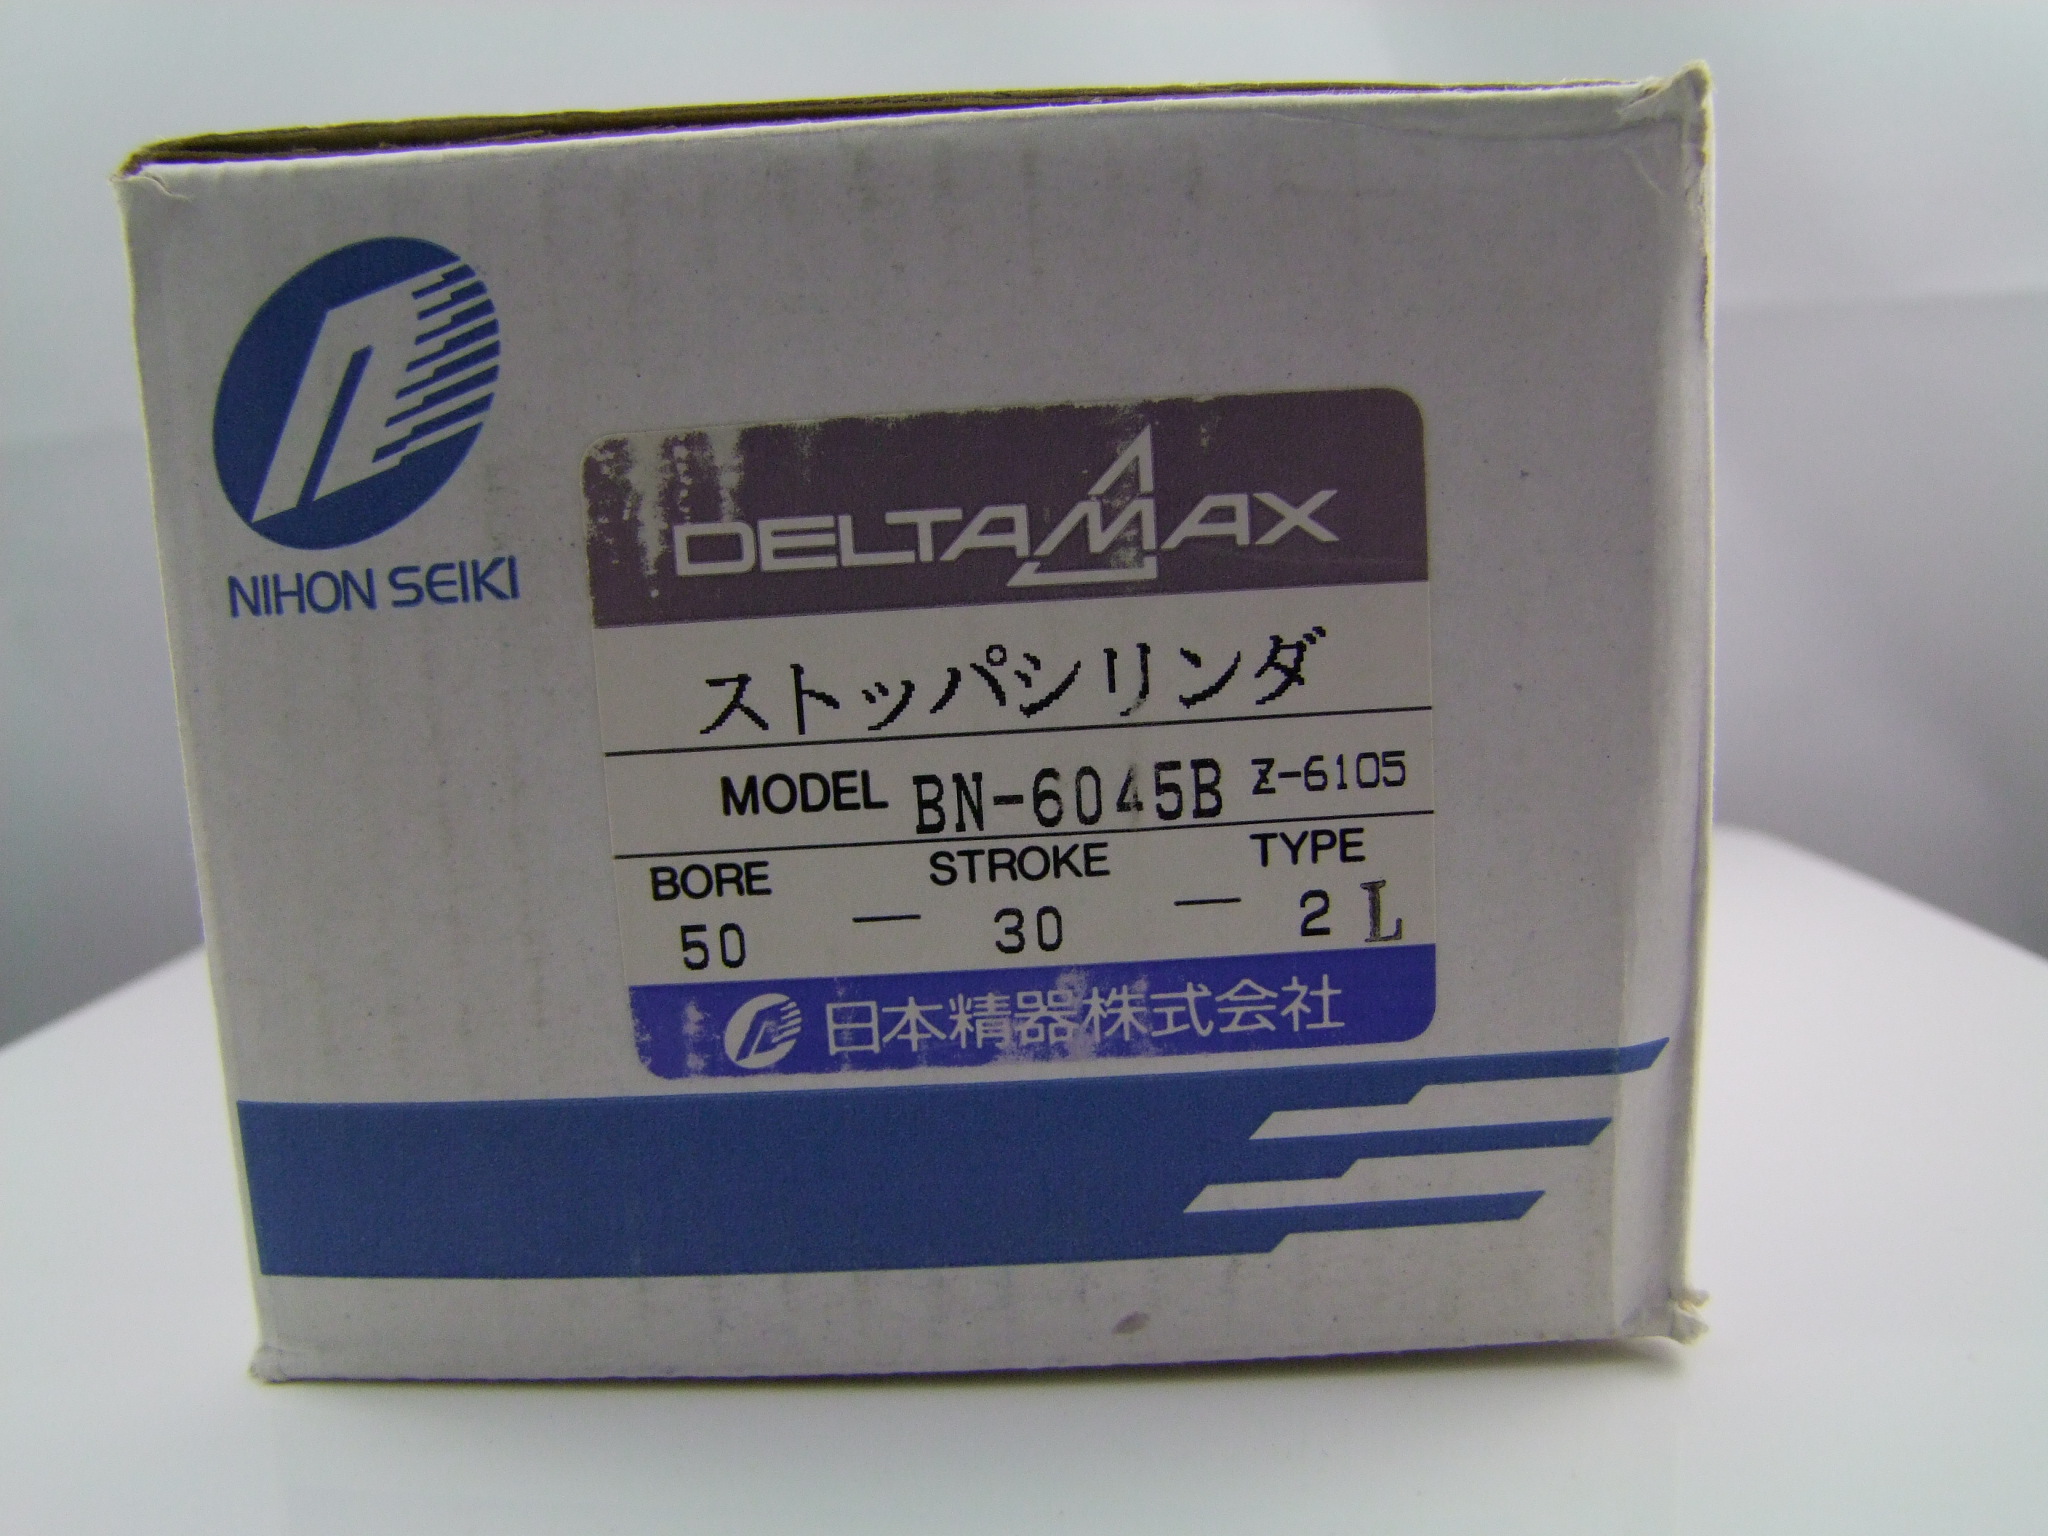 NIHON SEIKI
DELTAMAX
ストッパシリンダ
MODEL BN-6045B Z-6105
BORE STROKE TYPE
50 — 30 — 2 L
日本精器株式会社